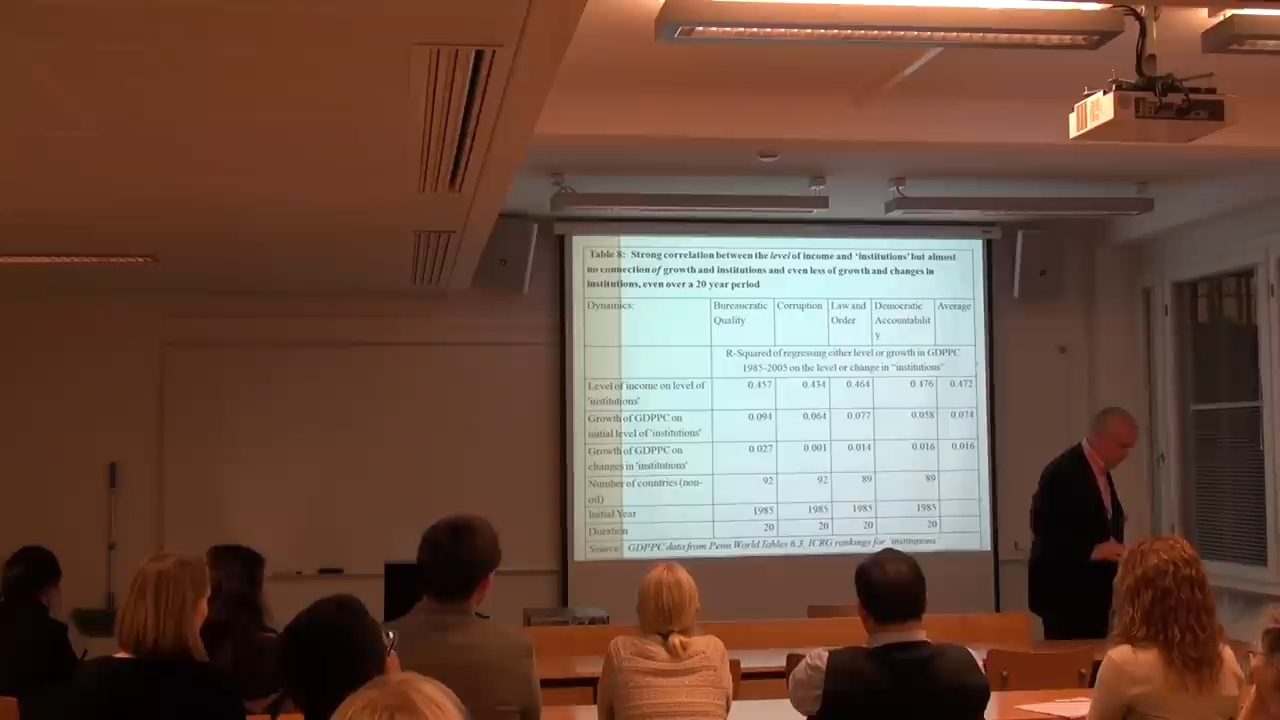 Table 8: Strong correlation between the level of income and 'institutions' but almost
no connection of growth and institutions and even less of growth and changes in
institutions, even over a 20 year period
Dynamics: Bureaucratic Corruption Law and Democratic Average
Quality Order Accountabilit
y
R-Squared of regressing either level or growth in GDPPC
1985-2005 on the level or change in "institutions"
Level of income on level of 0.457 0.434 0.464 0.476 0.472
'institutions'
Growth of GDPPC on 0.094 0.064 0.077 0.058 0.074
initial level of 'institutions'
Growth of GDPPC on 0.027 0.001 0.014 0.016 0.016
changes in 'institutions'
Number of countries (non- 92 92 89 89
oil)
Initial Year 1985 1985 1985 1985
Duration 20 20 20 20
Source: GDPPC data from Penn World Tables 6.3, ICRG rankings for 'institutions